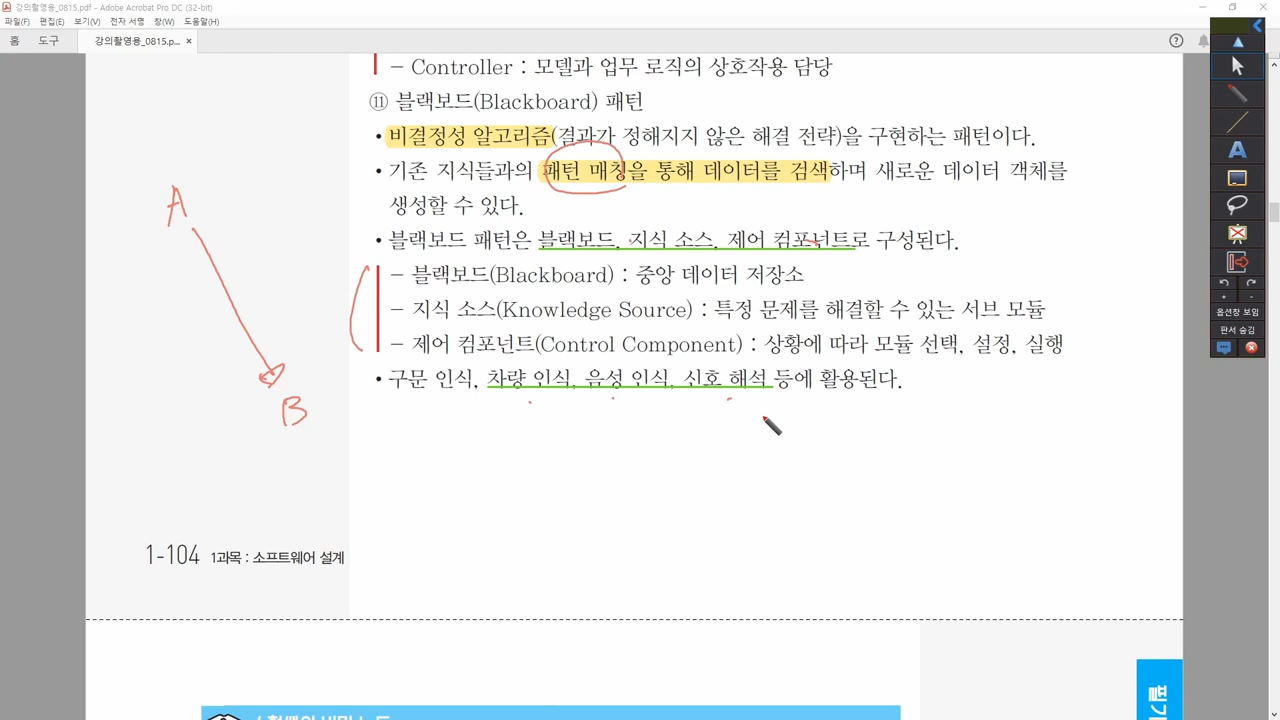 강의촬영용_0815.pdf - Adobe Acrobat Pro DC (32-bit)
파일(F) 편집(E) 보기(V) 전자 서명 창(W) 도움말(H)
홈 도구 강의촬영용_0815.p... ×
- Controller : 모델과 업무 로직의 상호작용 담당
⑪ 블랙보드(Blackboard) 패턴
• 비결정성 알고리즘(결과가 정해지지 않은 해결 전략)을 구현하는 패턴이다.
• 기존 지식들과의 패턴 매칭을 통해 데이터를 검색하며 새로운 데이터 객체를
생성할 수 있다.
• 블랙보드 패턴은 블랙보드, 지식 소스, 제어 컴포넌트로 구성된다.
- 블랙보드(Blackboard) : 중앙 데이터 저장소
- 지식 소스(Knowledge Source) : 특정 문제를 해결할 수 있는 서브 모듈
- 제어 컴포넌트(Control Component) : 상황에 따라 모듈 선택, 설정, 실행
• 구문 인식, 차량 인식, 음성 인식, 신호 해석 등에 활용된다.
A
B
1-104 1과목 : 소프트웨어 설계
필기
A
옵션창 보임
판서 숨김